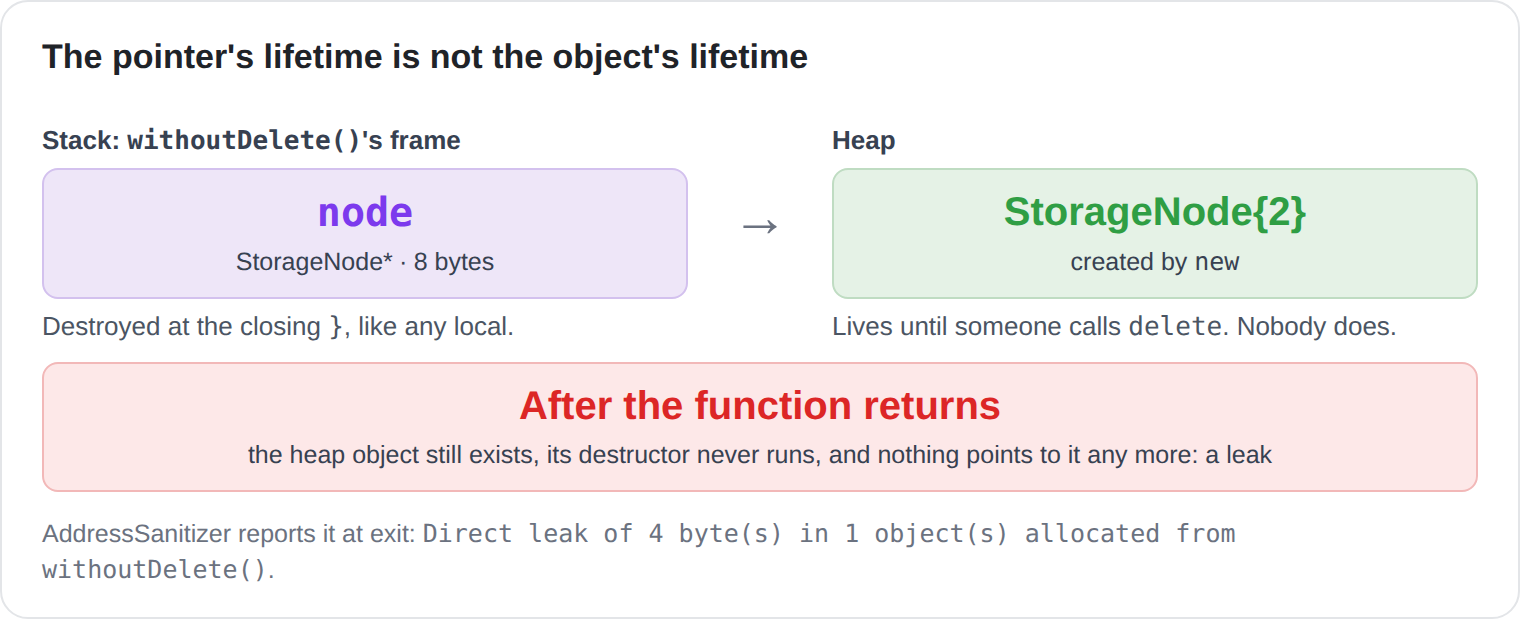 The pointer's lifetime is not the object's lifetime
Stack: withoutDelete()'s frame
node
StorageNode* · 8 bytes
Destroyed at the closing }, like any local.
→
Heap
StorageNode{2}
created by new
Lives until someone calls delete. Nobody does.
After the function returns
the heap object still exists, its destructor never runs, and nothing points to it any more: a leak
AddressSanitizer reports it at exit: Direct leak of 4 byte(s) in 1 object(s) allocated from
withoutDelete().